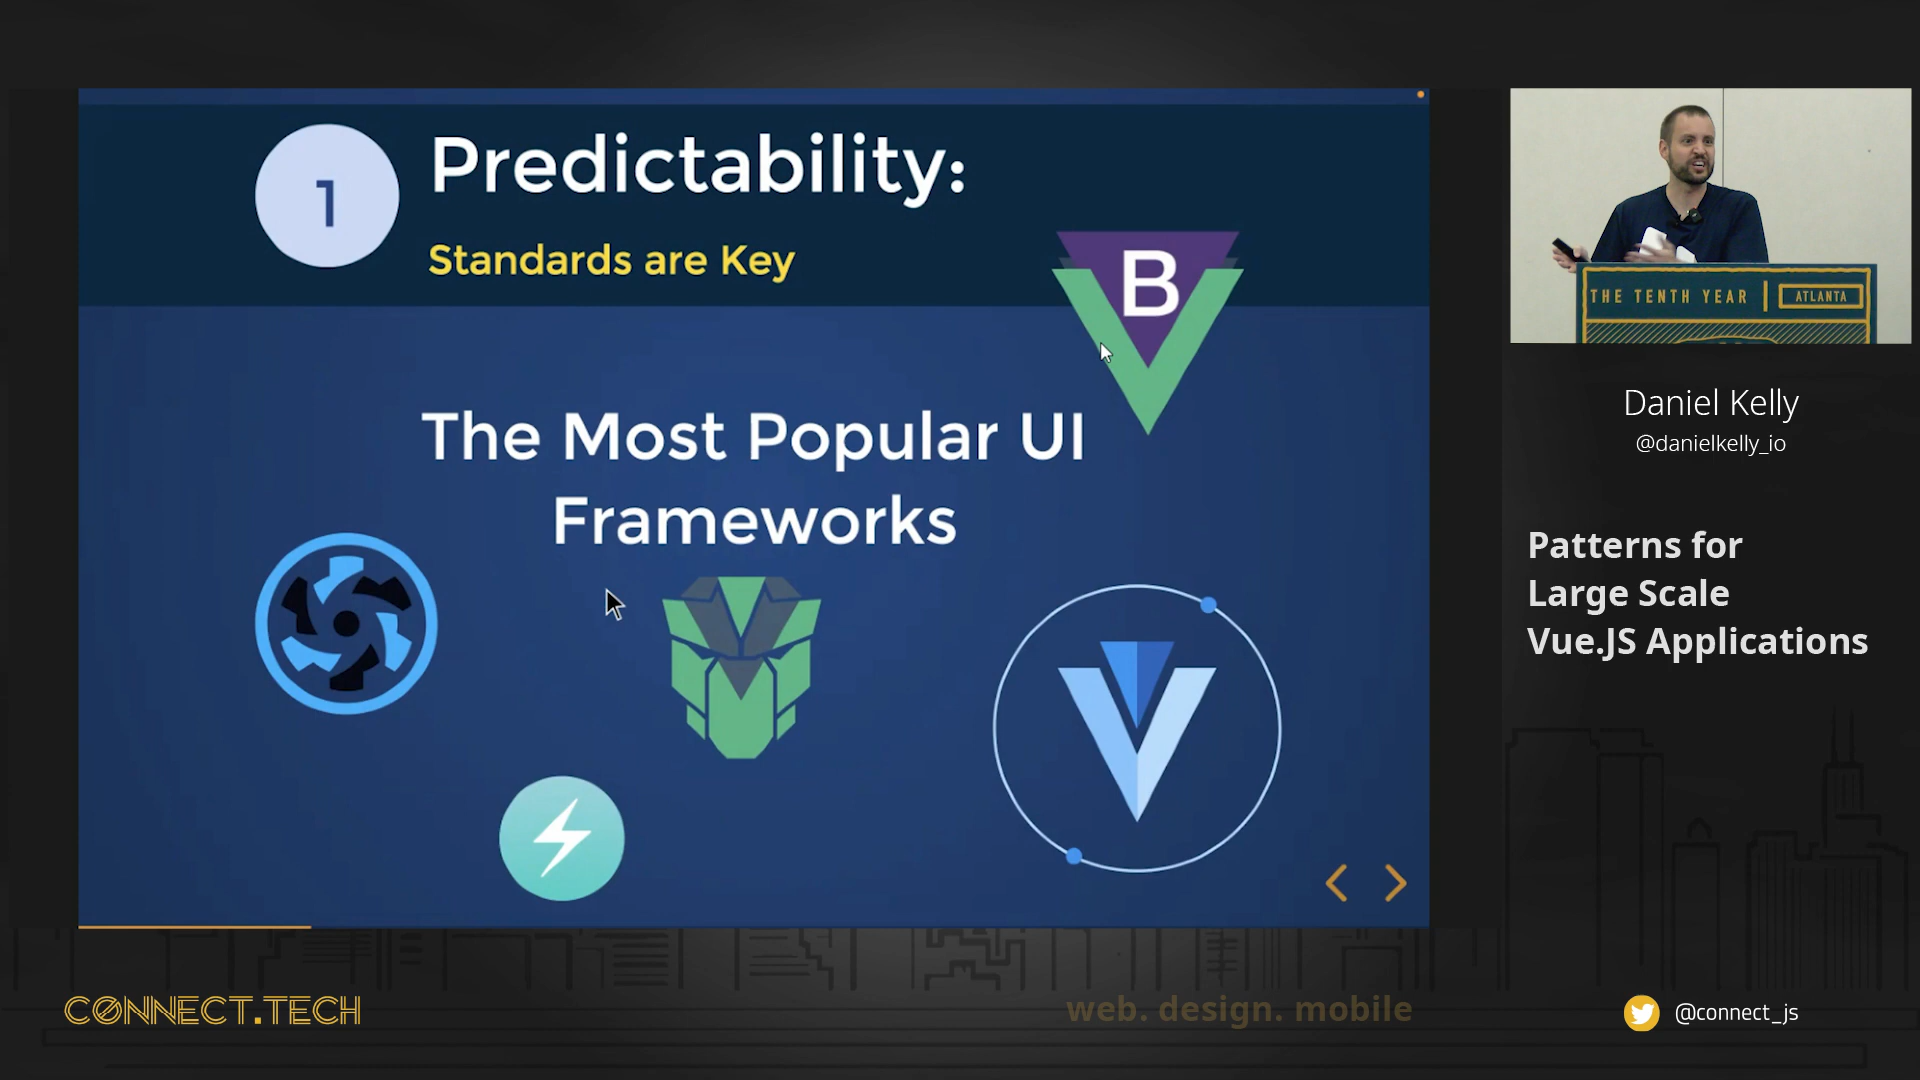 1
Predictability:
Standards are Key
B
The Most Popular UI
Frameworks
THE TENTH YEAR | ATLANTA
Daniel Kelly
@danielkelly_io
Patterns for
Large Scale
Vue.JS Applications
CONNECT.TECH
web. design. mobile
@connect_js